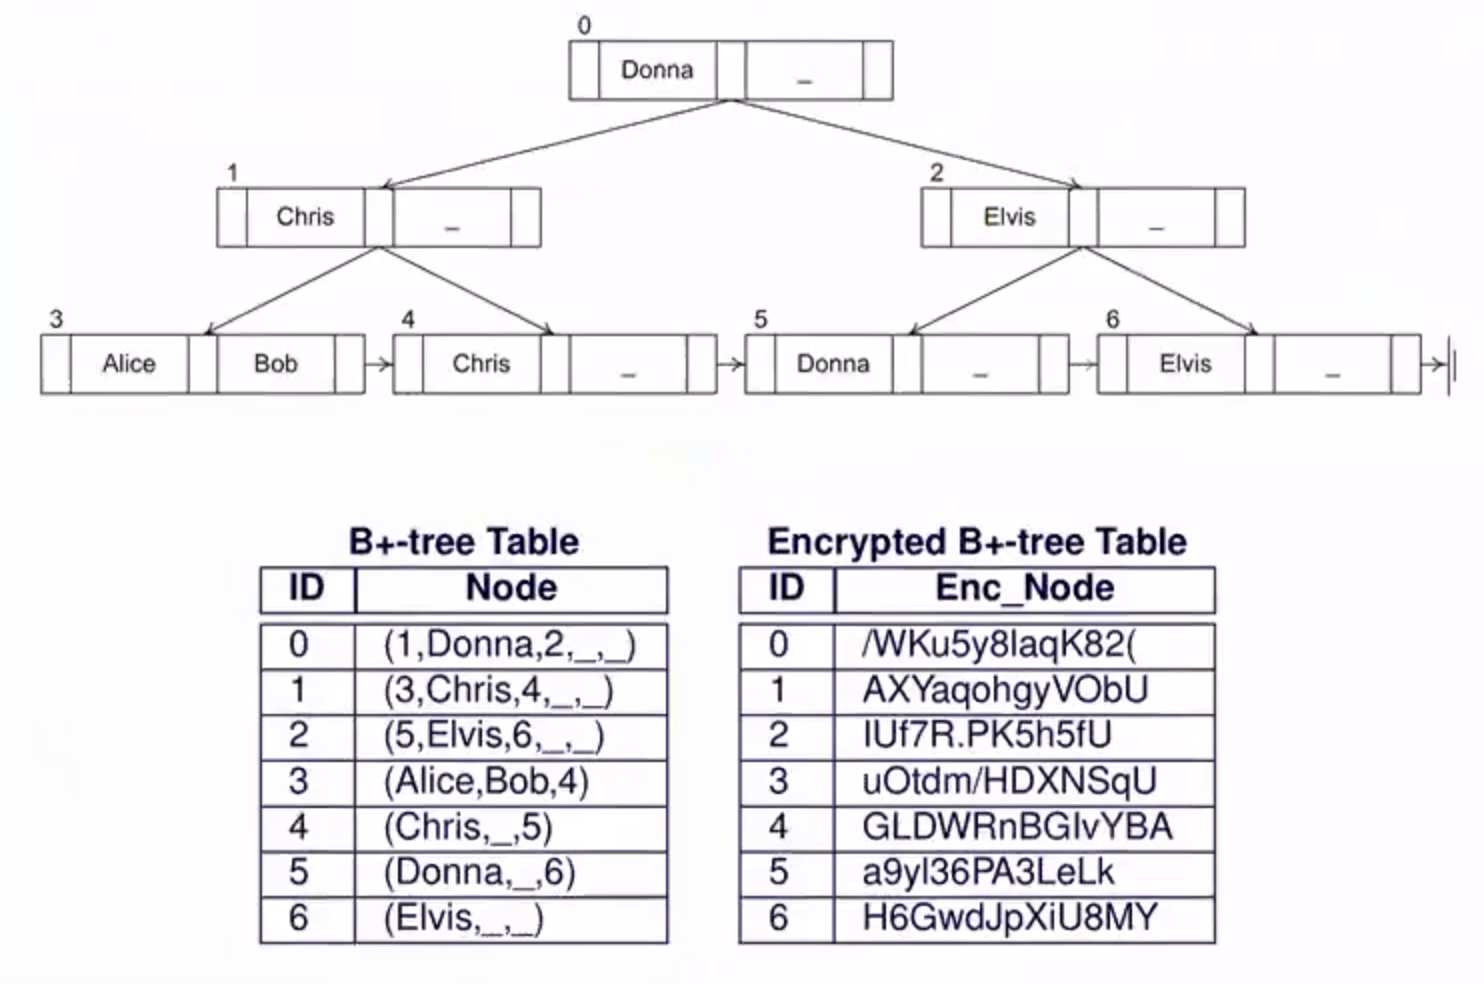 0
Donna _
1 2
Chris _ Elvis _
3 4 5 6
Alice Bob Chris _ Donna _ Elvis _
B+-tree Table
ID Node
0 (1,Donna,2,_,_)
1 (3,Chris,4,_,_)
2 (5,Elvis,6,_,_)
3 (Alice,Bob,4)
4 (Chris,_,5)
5 (Donna,_,6)
6 (Elvis,_,_)
Encrypted B+-tree Table
ID Enc_Node
0 /WKu5y8laqK82(
1 AXYaqohgyVObU
2 IUf7R.PK5h5fU
3 uOtdm/HDXNSqU
4 GLDWRnBGIvYBA
5 a9yl36PA3LeLk
6 H6GwdJpXiU8MY